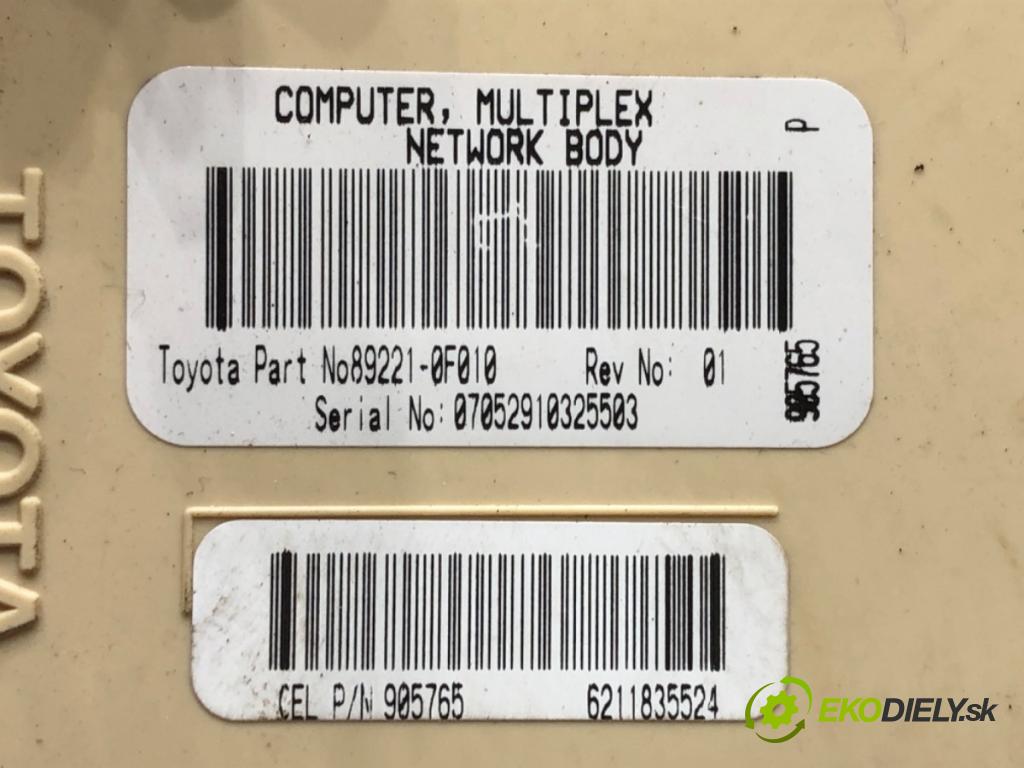 COMPUTER, MULTIPLEX
NETWORK BODY
P
Toyota Part No89221-0F010 Rev No: 01
Serial No: 07052910325503
905765
TOYOTA
CEL P/N 905765 6211835524
EKODIELY.sk